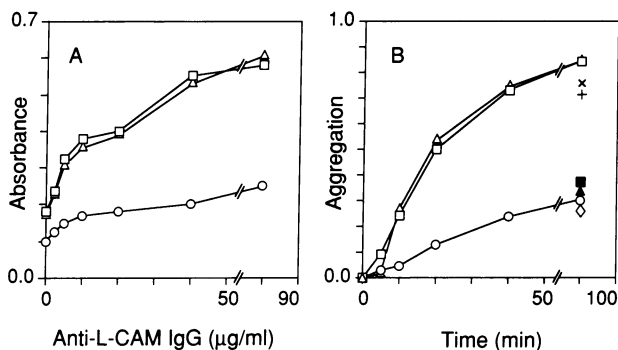 0.7
A
Absorbance
0.0
0
50
90
Anti-L-CAM IgG (µg/ml)
1.0
B
Aggregation
0.0
0
50
100
Time (min)